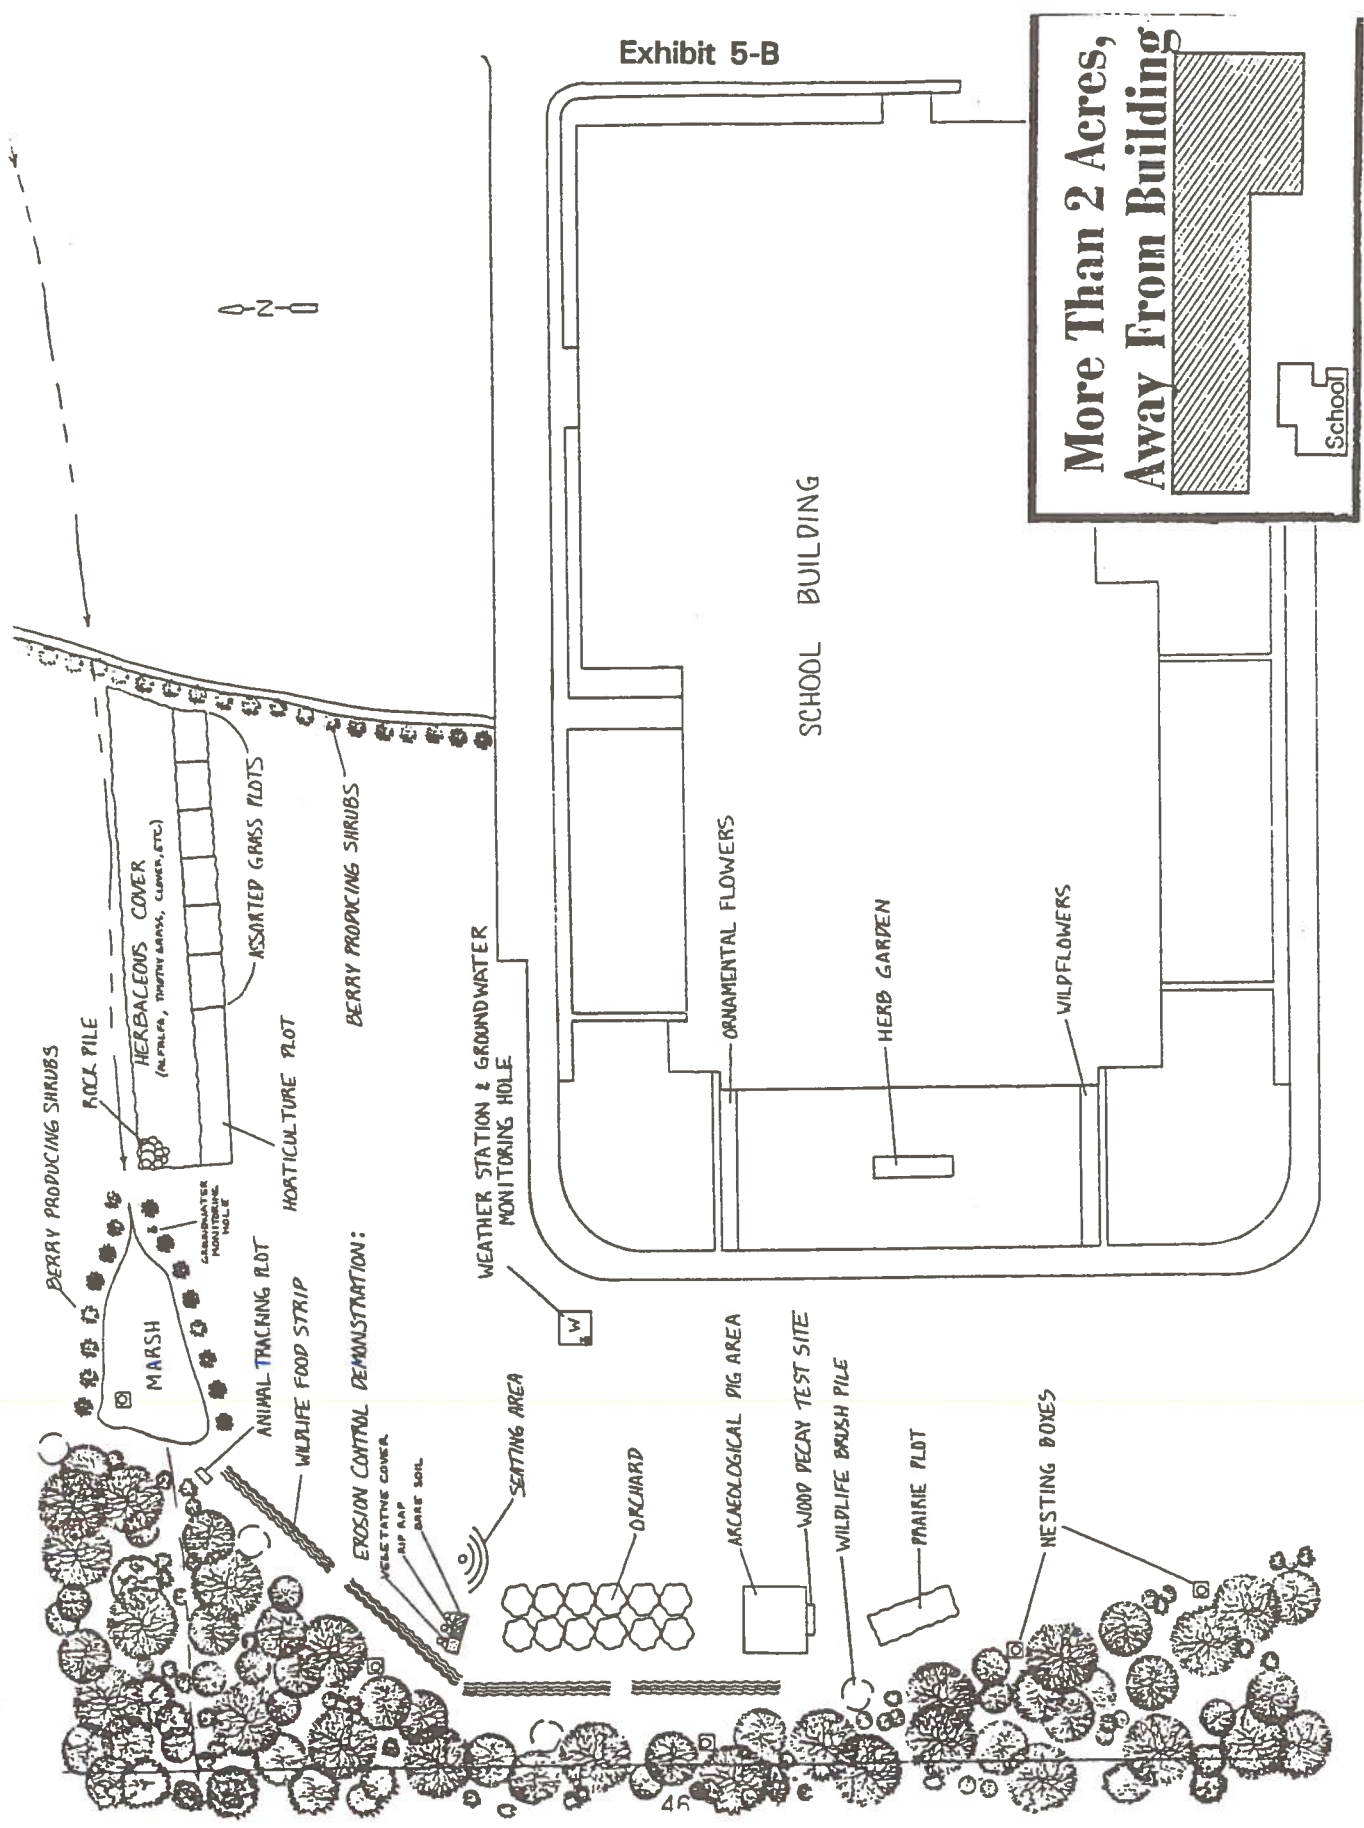 Exhibit 5-B
More Than 2 Acres,
Away From Building
School
N
BERRY PRODUCING SHRUBS
ROCK PILE
HERBACEOUS COVER
(ALFALFA, TIMOTHY GRASS, CLOVER, ETC)
ASSORTED GRASS PLOTS
BERRY PRODUCING SHRUBS
HORTICULTURE PLOT
GROUNDWATER
MONITORING
HOLE
MARSH
ANIMAL TRACKING PLOT
WILDLIFE FOOD STRIP
EROSION CONTROL DEMONSTRATION:
VEGETATIVE COVER
RIP RAP
BARE SOIL
SEATING AREA
WEATHER STATION & GROUNDWATER
MONITORING HOLE
W
ORCHARD
SCHOOL BUILDING
ORNAMENTAL FLOWERS
HERB GARDEN
WILDFLOWERS
ARCAEOLOGICAL DIG AREA
WOOD DECAY TEST SITE
WILDLIFE BRUSH PILE
PRAIRIE PLOT
NESTING BOXES